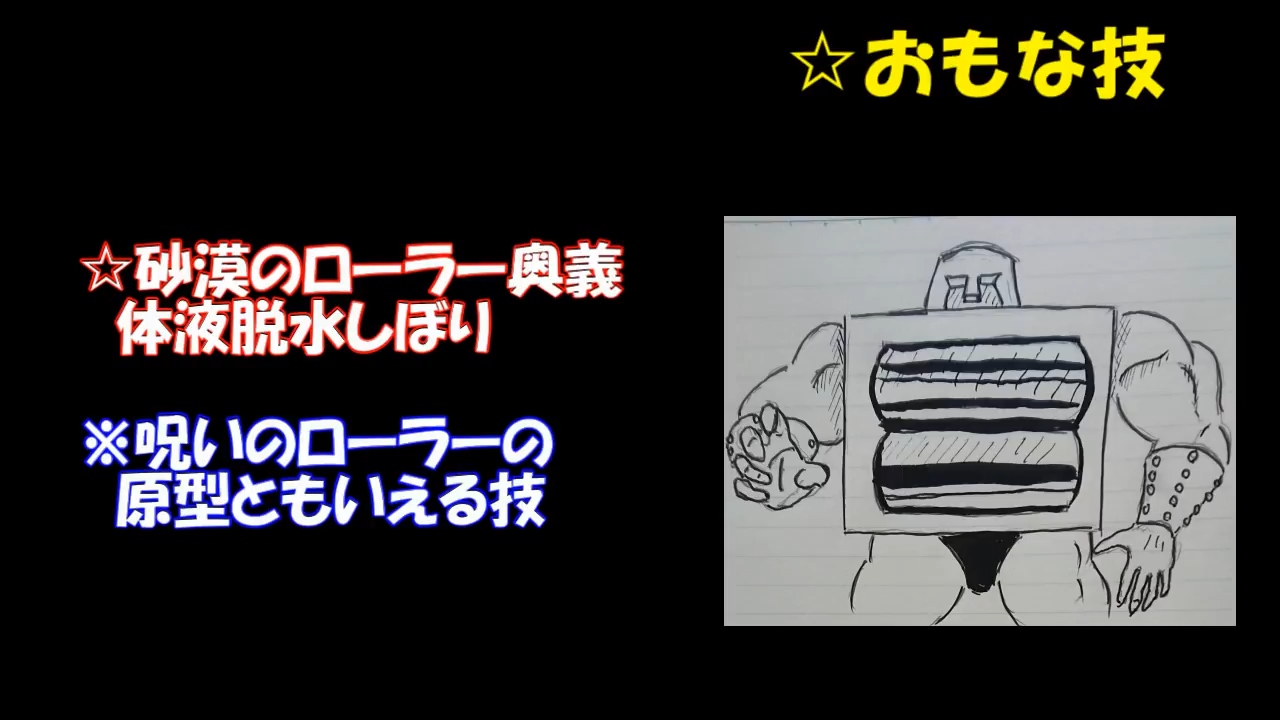 ☆おもな技
☆砂漠のローラー奥義
体液脱水しぼり
※呪いのローラーの
原型ともいえる技